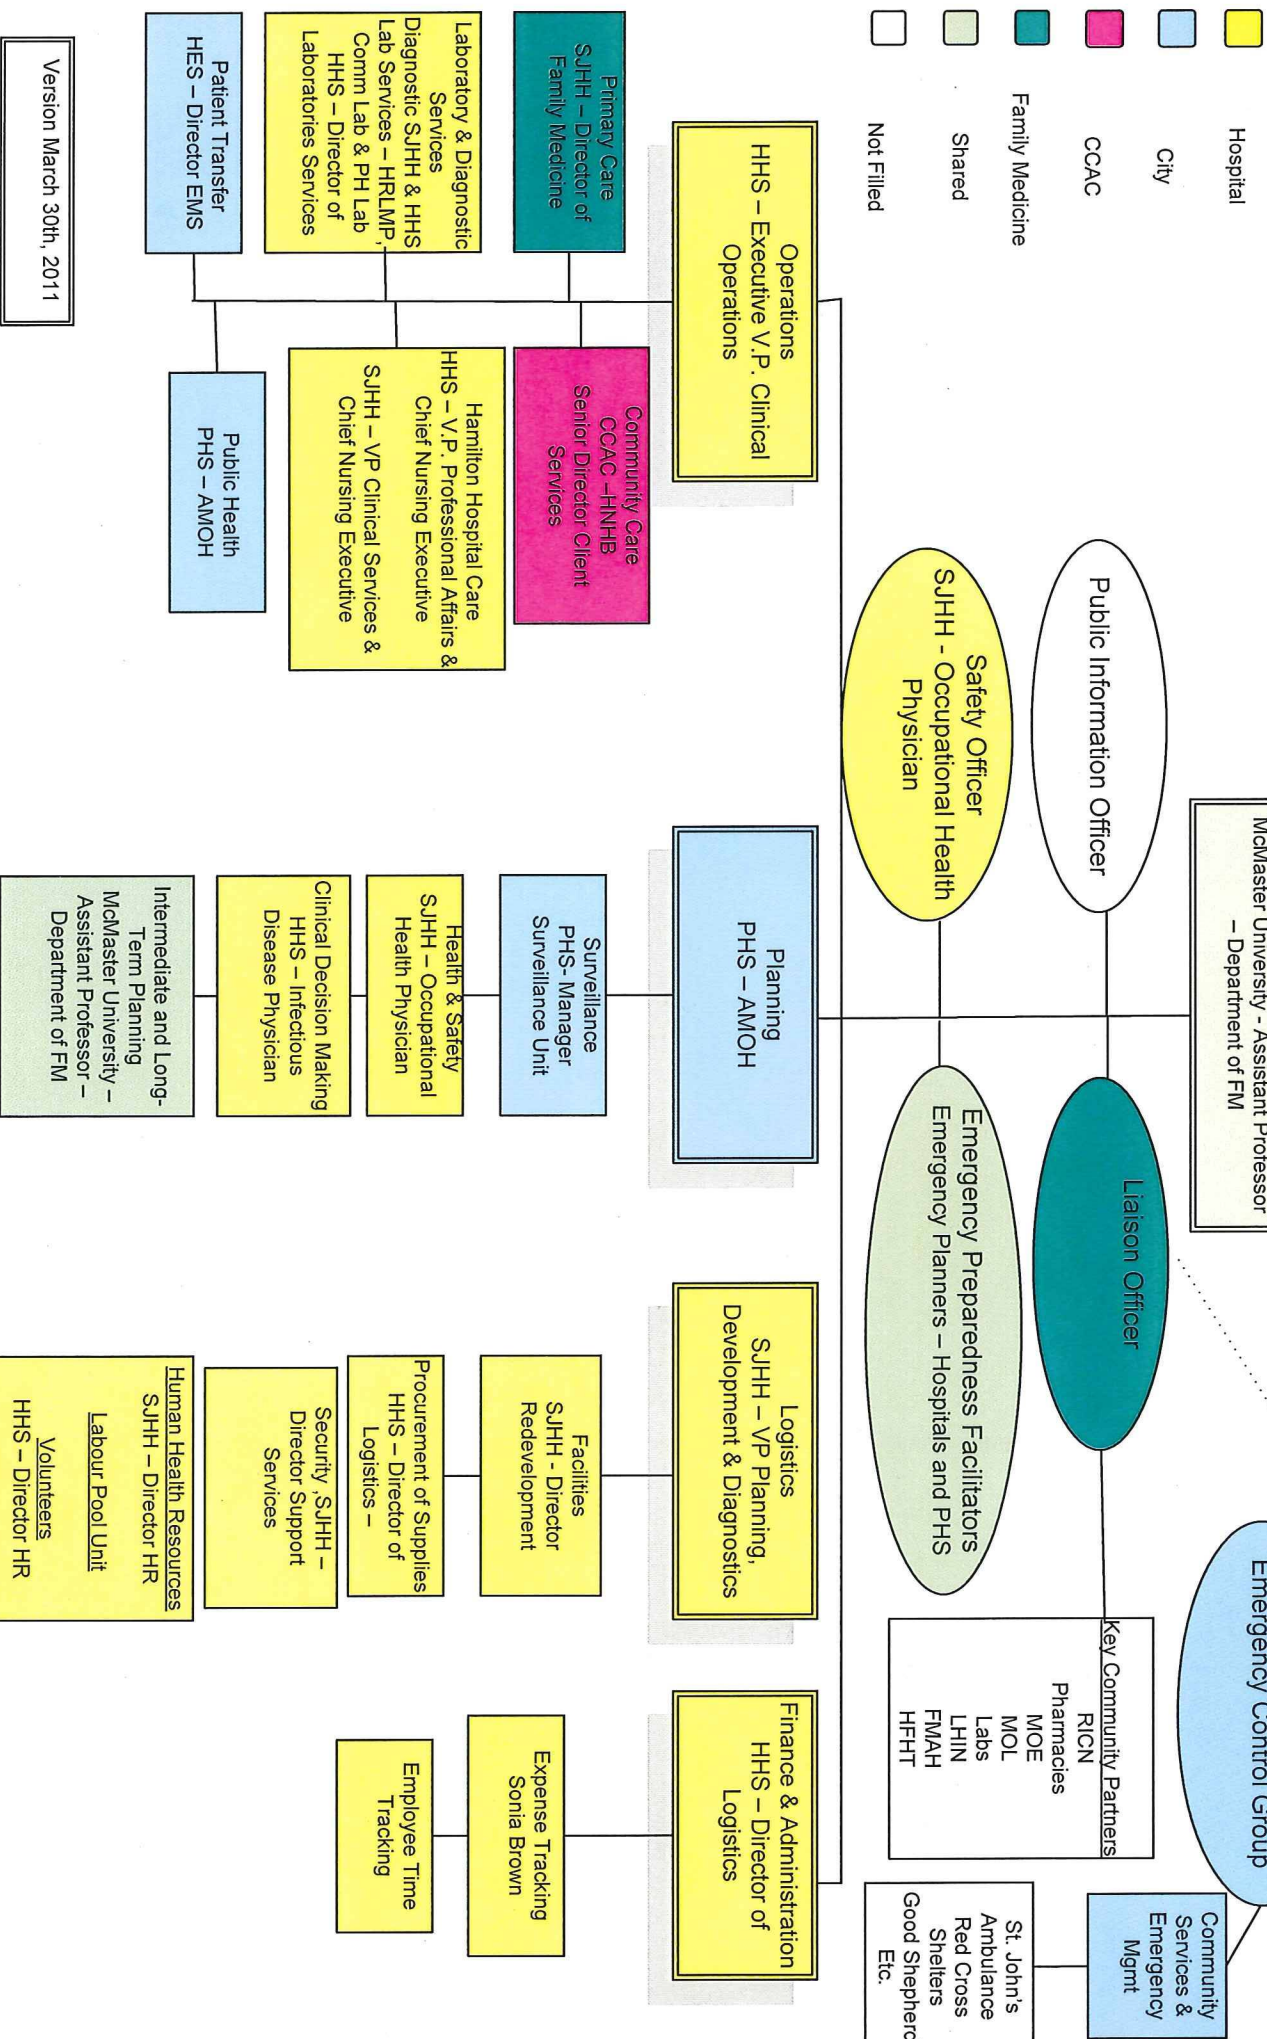 Hospital
City
CCAC
Family Medicine
Shared
Not Filled
McMaster University - Assistant Professor
– Department of FM
Emergency Control Group
Public Information Officer
Liaison Officer
Safety Officer
SJHH - Occupational Health
Physician
Emergency Preparedness Facilitators
Emergency Planners – Hospitals and PHS
Key Community Partners
RICN
Pharmacies
MOE
MOL
Labs
LHIN
FMAH
HFHT
Community
Services &
Emergency
Mgmt
St. John's
Ambulance
Red Cross
Shelters
Good Shepherd
Etc.
Operations
HHS – Executive V.P. Clinical
Operations
Primary Care
SJHH – Director of
Family Medicine
Community Care
CCAC –HNHB
Senior Director Client
Services
Laboratory & Diagnostic
Services
Diagnostic SJHH & HHS
Lab Services – HRLMP,
Comm Lab & PH Lab
HHS – Director of
Laboratories Services
Hamilton Hospital Care
HHS – V.P. Professional Affairs &
Chief Nursing Executive
SJHH – VP Clinical Services &
Chief Nursing Executive
Patient Transfer
HES – Director EMS
Public Health
PHS – AMOH
Planning
PHS – AMOH
Surveillance
PHS- Manager
Surveillance Unit
Health & Safety
SJHH – Occupational
Health Physician
Clinical Decision Making
HHS – Infectious
Disease Physician
Intermediate and Long-
Term Planning
McMaster University –
Assistant Professor –
Department of FM
Logistics
SJHH – VP Planning,
Development & Diagnostics
Facilities
SJHH - Director
Redevelopment
Procurement of Supplies
HHS – Director of
Logistics –
Security ,SJHH –
Director Support
Services
Human Health Resources
SJHH – Director HR
Labour Pool Unit
Volunteers
HHS – Director HR
Finance & Administration
HHS – Director of
Logistics
Expense Tracking
Sonia Brown
Employee Time
Tracking
Version March 30th, 2011